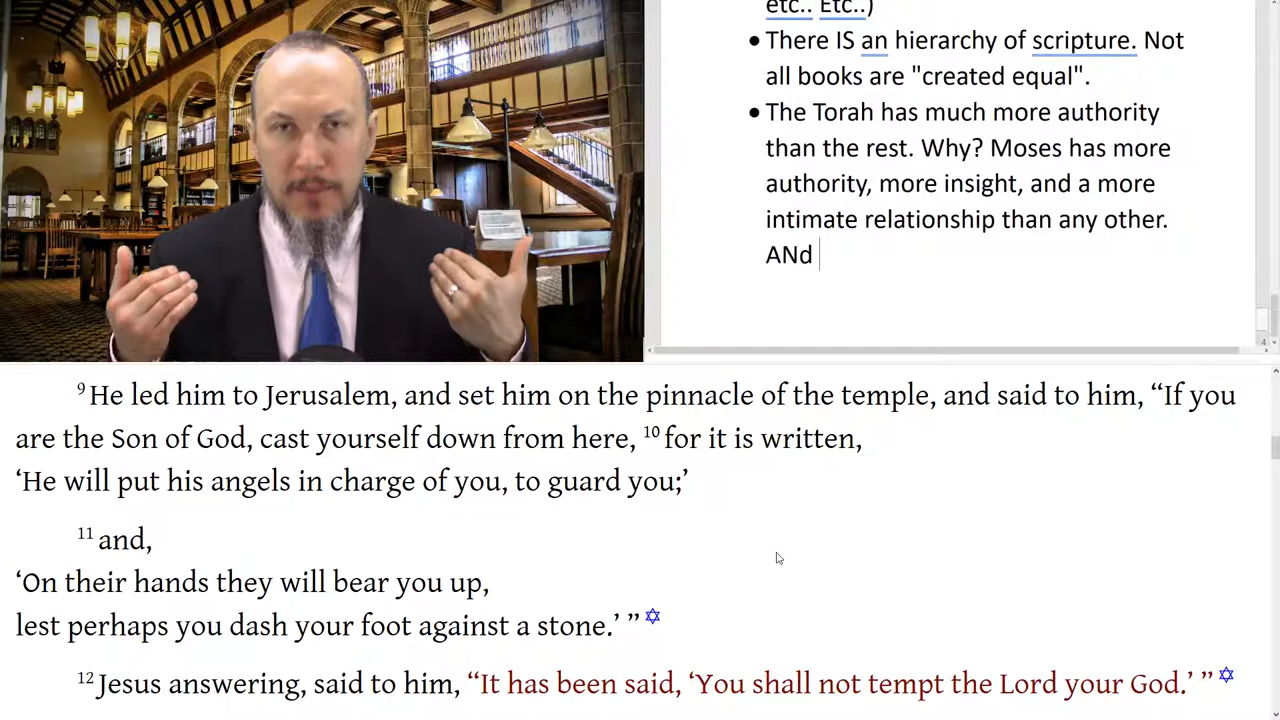 etc.. Etc..)
• There IS an hierarchy of scripture. Not
all books are "created equal".
• The Torah has much more authority
than the rest. Why? Moses has more
authority, more insight, and a more
intimate relationship than any other.
ANd
4
9 He led him to Jerusalem, and set him on the pinnacle of the temple, and said to him, “If you
are the Son of God, cast yourself down from here, 10 for it is written,
‘He will put his angels in charge of you, to guard you;’
11 and,
‘On their hands they will bear you up,
lest perhaps you dash your foot against a stone.’ ” ✡
12 Jesus answering, said to him, “It has been said, ‘You shall not tempt the Lord your God.’ ” ✡